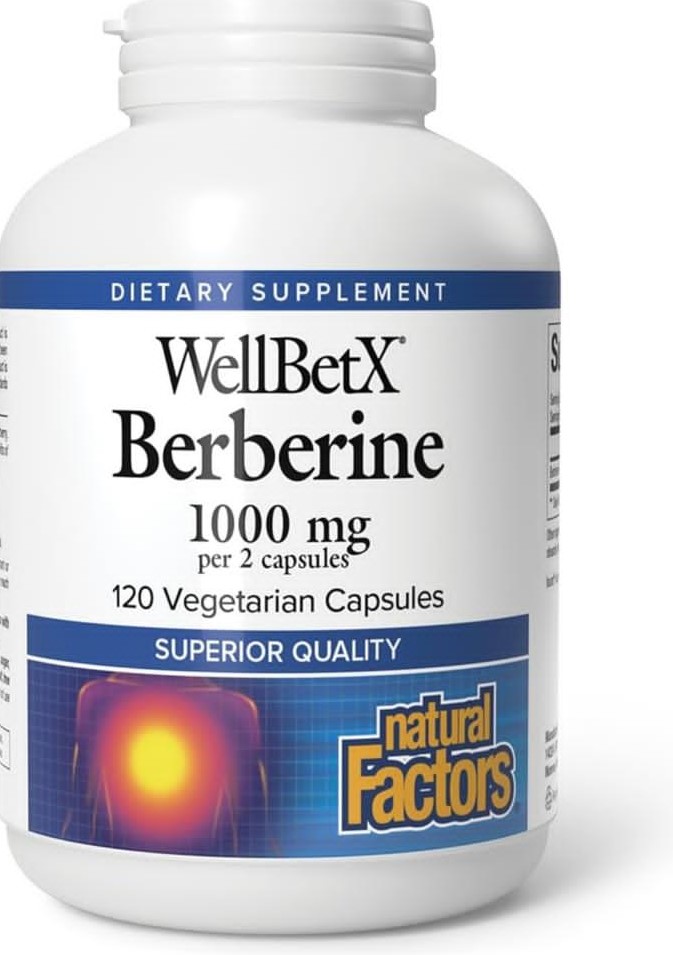 DIETARY SUPPLEMENT
WellBetX®
Berberine
1000 mg
per 2 capsules
120 Vegetarian Capsules
SUPERIOR QUALITY
natural
Factors®